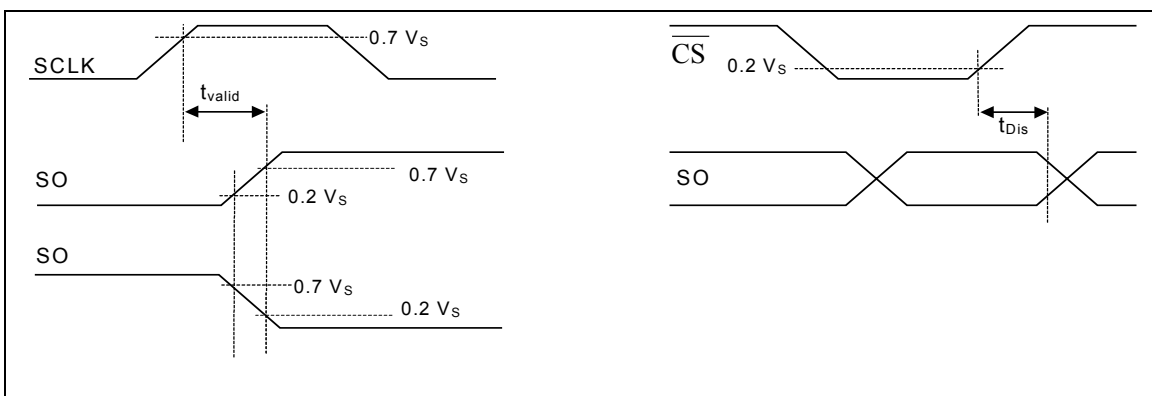 SCLK
0.7 VS
tvalid
SO
0.7 VS
0.2 VS
SO
0.7 VS
0.2 VS
CS
0.2 VS
tDis
SO